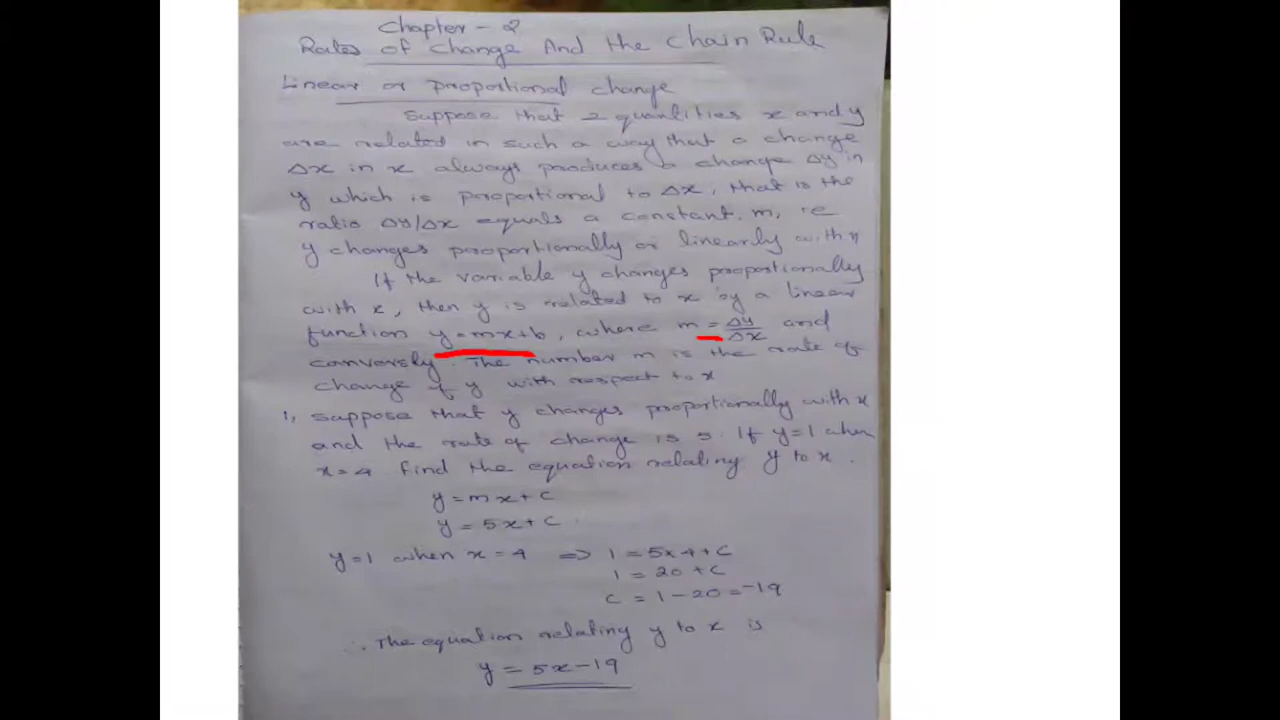 Chapter - 2
Rates of Change And the Chain Rule
Linear or proportional change
Suppose that 2 quantities x and y
are related in such a way that a change
Δx in x always produces a change Δy in
y which is proportional to Δx, that is the
ratio Δy/Δx equals a constant m, i.e
y changes proportionally or linearly with x
If the variable y changes proportionally
with x, then y is related to x by a linear
function y = mx+b, where m = Δy/Δx and
conversly. The number m is the rate of
change of y with respect to x
1, Suppose that y changes proportionally with x
and the rate of change is 5. If y=1 when
x=4 find the equation relating y to x.
y = mx + c
y = 5x + c
y=1 when x=4 ⇒ 1 = 5x4+c
1 = 20 + c
c = 1-20 = -19
∴ The equation relating y to x is
y = 5x-19